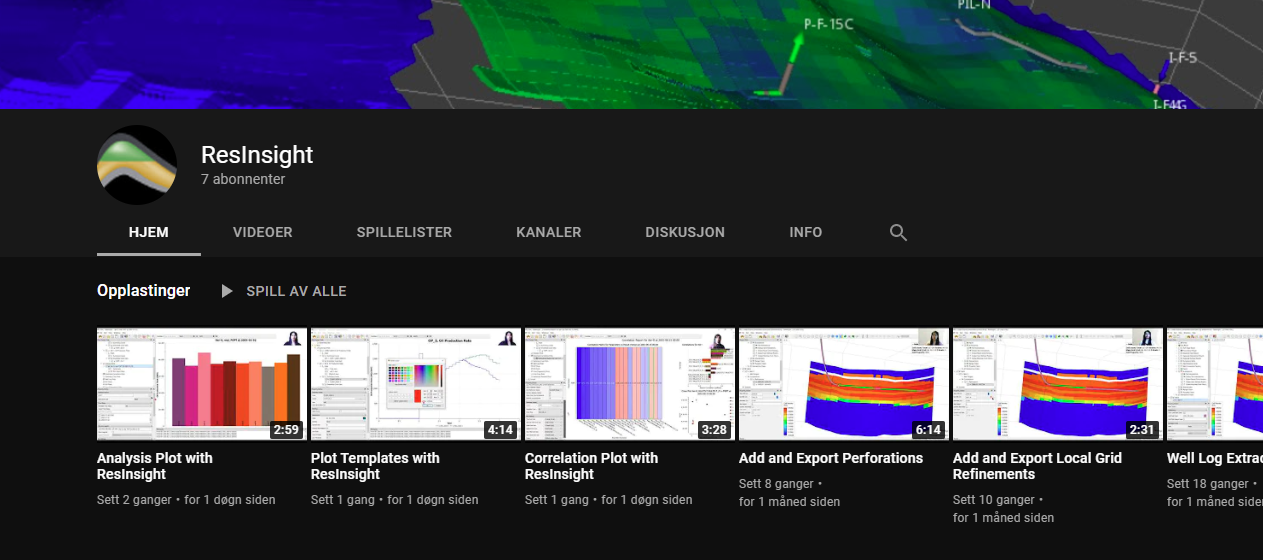 PIL-N
P-F-15C
I-F-5
ResInsight
7 abonnenter
HJEM VIDEOER SPILLELISTER KANALER DISKUSJON INFO
Opplastinger SPILL AV ALLE
2:59 4:14 3:28 6:14 2:31
Analysis Plot with
ResInsight
Sett 2 ganger • for 1 døgn siden
Plot Templates with
ResInsight
Sett 1 gang • for 1 døgn siden
Correlation Plot with
ResInsight
Sett 1 gang • for 1 døgn siden
Add and Export Perforations
Sett 8 ganger •
for 1 måned siden
Add and Export Local Grid
Refinements
Sett 10 ganger •
for 1 måned siden
Well Log Extrac
Sett 18 ganger •
for 1 måned siden